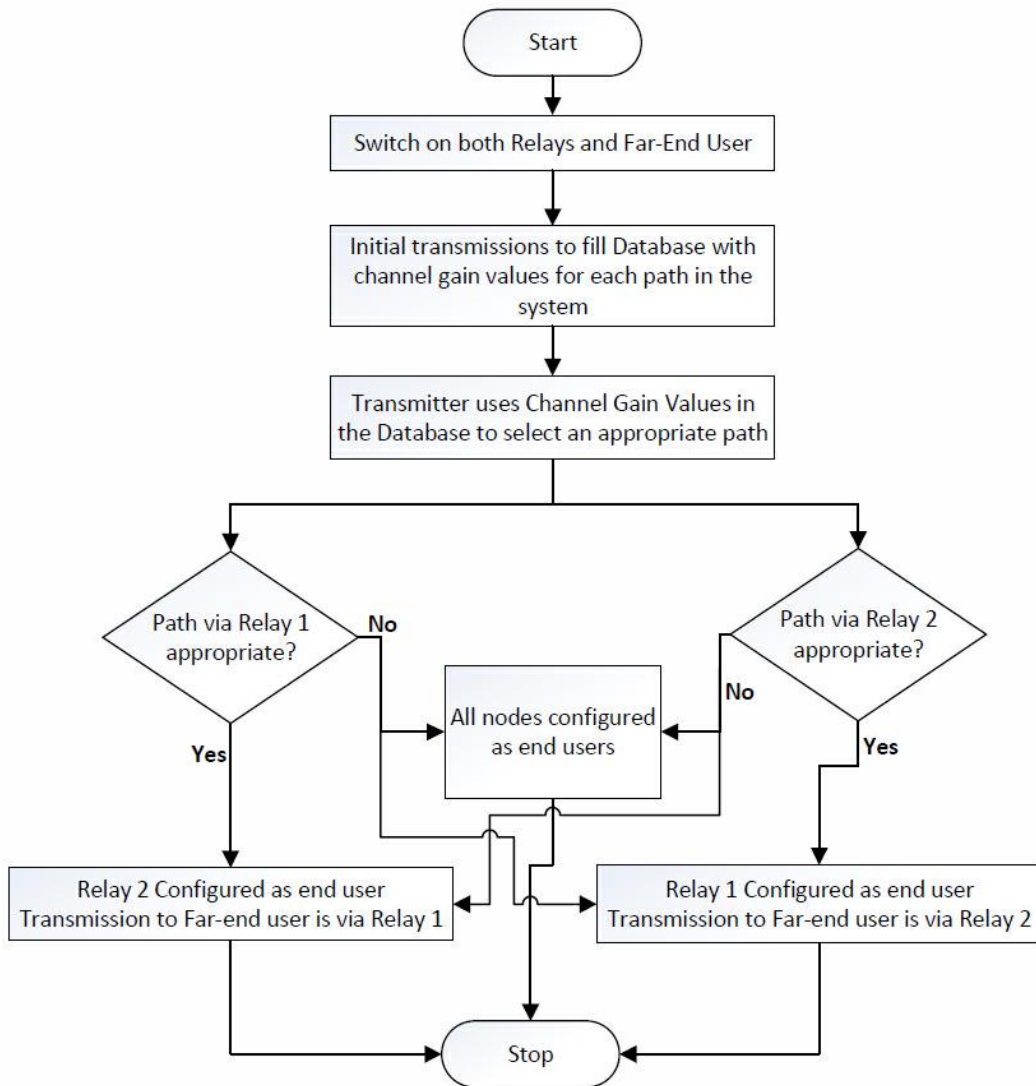 Start
Switch on both Relays and Far-End User
Initial transmissions to fill Database with
channel gain values for each path in the
system
Transmitter uses Channel Gain Values in
the Database to select an appropriate path
Path via Relay 1
appropriate?
No
Path via Relay 2
appropriate?
No
All nodes configured
as end users
Yes
Yes
Relay 2 Configured as end user
Transmission to Far-end user is via Relay 1
Relay 1 Configured as end user
Transmission to Far-end user is via Relay 2
Stop